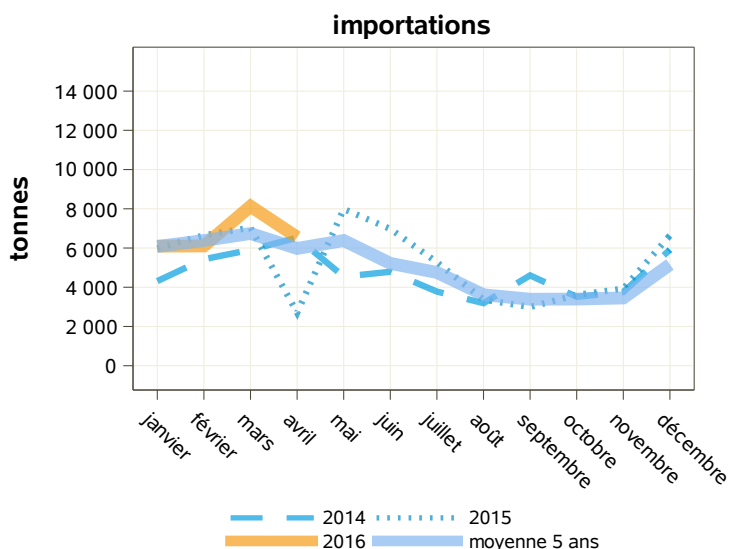 importations
tonnes
14 000
12 000
10 000
8 000
6 000
4 000
2 000
0
janvier
février
mars
avril
mai
juin
juillet
août
septembre
octobre
novembre
décembre
2014
2015
2016
moyenne 5 ans